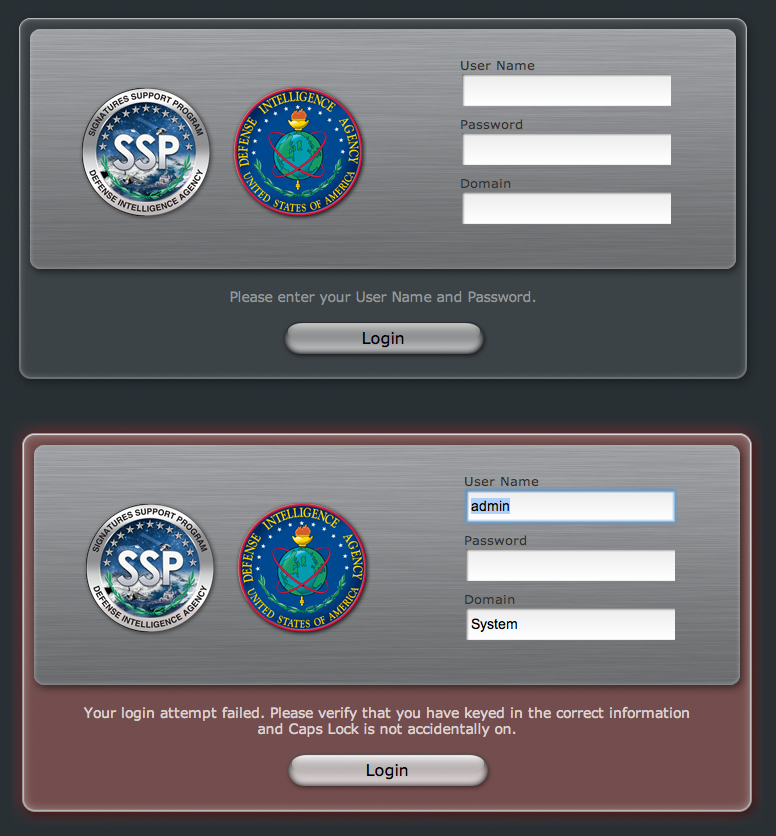 SIGNATURES SUPPORT PROGRAM
SSP
DEFENSE INTELLIGENCE AGENCY
DEFENSE INTELLIGENCE AGENCY
UNITED STATES OF AMERICA
User Name
Password
Domain
Please enter your User Name and Password.
Login
SIGNATURES SUPPORT PROGRAM
SSP
DEFENSE INTELLIGENCE AGENCY
DEFENSE INTELLIGENCE AGENCY
UNITED STATES OF AMERICA
User Name
admin
Password
Domain
System
Your login attempt failed. Please verify that you have keyed in the correct information
and Caps Lock is not accidentally on.
Login